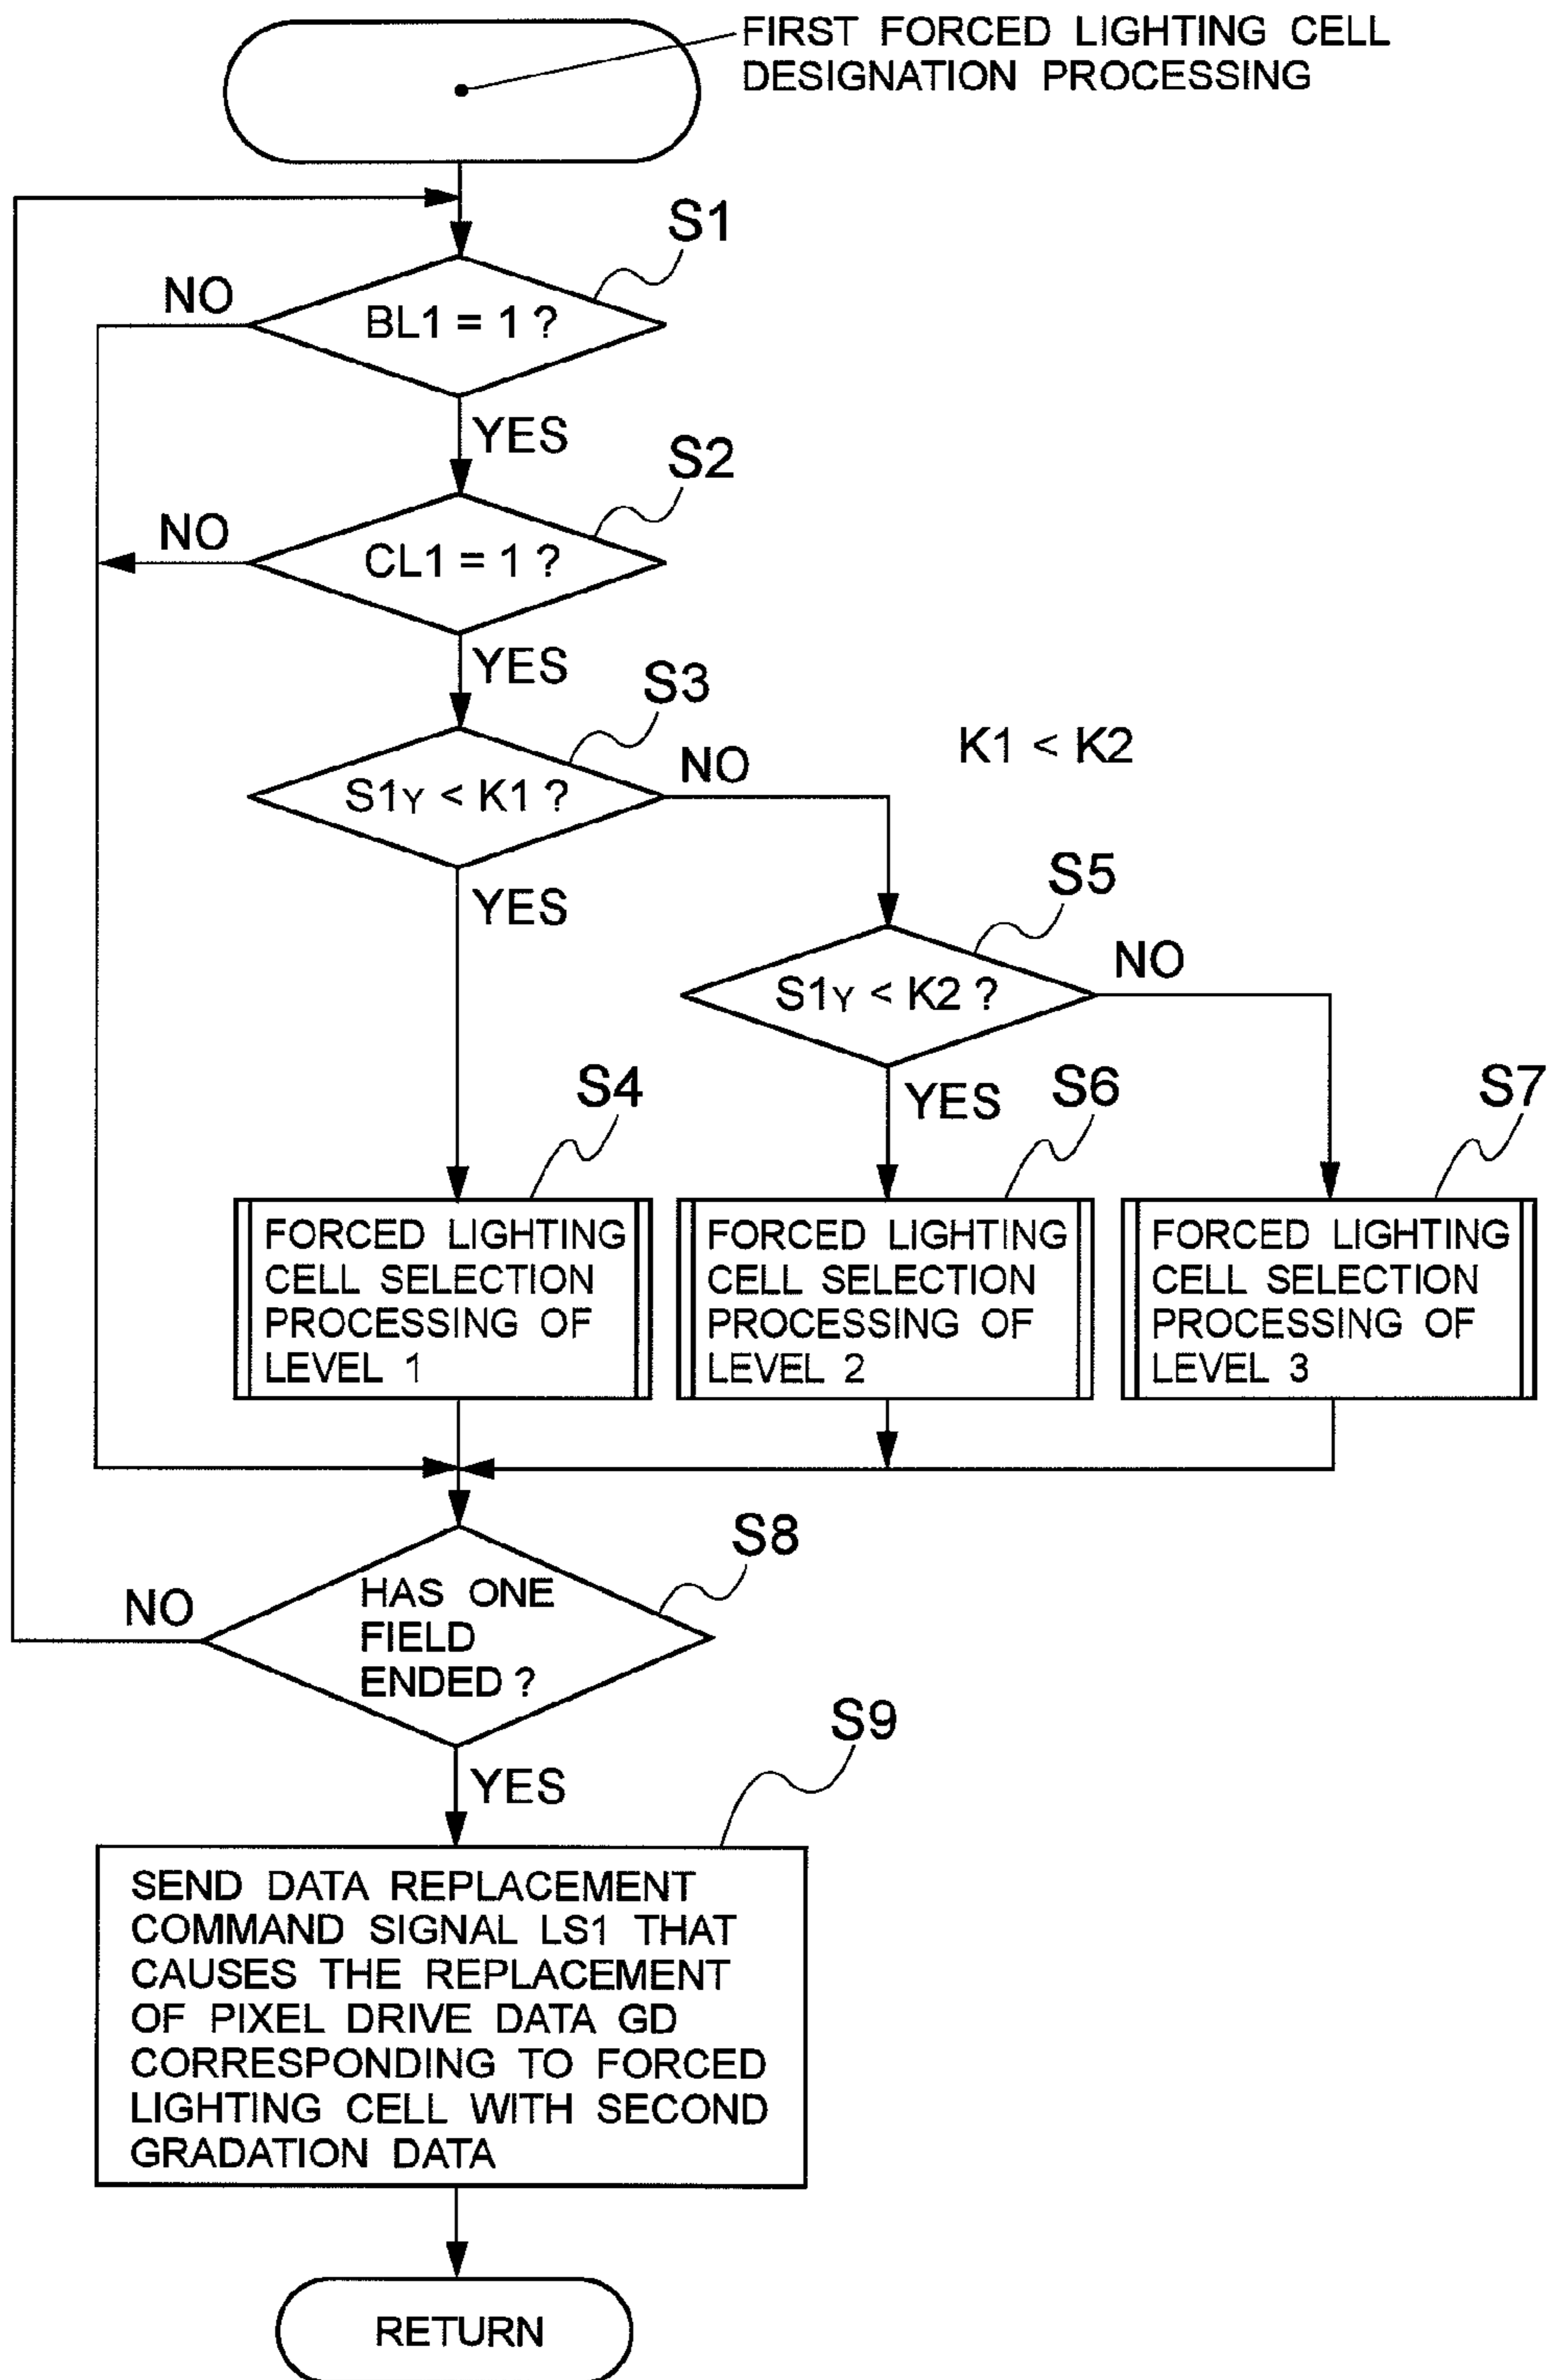 FIRST FORCED LIGHTING CELL
DESIGNATION PROCESSING
S1
NO
BL1 = 1 ?
YES
S2
NO
CL1 = 1 ?
YES
S3
NO
K1 < K2
S1Y < K1 ?
YES
S5
NO
S1Y < K2 ?
YES
S4
S6
S7
FORCED LIGHTING
CELL SELECTION
PROCESSING OF
LEVEL 1
FORCED LIGHTING
CELL SELECTION
PROCESSING OF
LEVEL 2
FORCED LIGHTING
CELL SELECTION
PROCESSING OF
LEVEL 3
S8
NO
HAS ONE
FIELD
ENDED ?
YES
S9
SEND DATA REPLACEMENT
COMMAND SIGNAL LS1 THAT
CAUSES THE REPLACEMENT
OF PIXEL DRIVE DATA GD
CORRESPONDING TO FORCED
LIGHTING CELL WITH SECOND
GRADATION DATA
RETURN